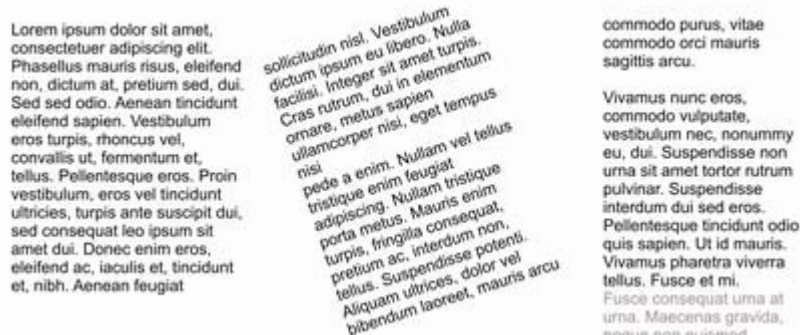 Lorem ipsum dolor sit amet,
consectetuer adipiscing elit.
Phasellus mauris risus, eleifend
non, dictum at, pretium sed, dui.
Sed sed odio. Aenean tincidunt
eleifend sapien. Vestibulum
eros turpis, rhoncus vel,
convallis ut, fermentum et,
tellus. Pellentesque eros. Proin
vestibulum, eros vel tincidunt
ultricies, turpis ante suscipit dui,
sed consequat leo ipsum sit
amet dui. Donec enim eros,
eleifend ac, iaculis et, tincidunt
et, nibh. Aenean feugiat
sollicitudin nisl. Vestibulum
dictum ipsum eu libero. Nulla
facilisi. Integer sit amet turpis.
Cras rutrum, dui in elementum
ornare, metus sapien
ullamcorper nisi, eget tempus
nisi
pede a enim. Nullam vel tellus
tristique enim feugiat
adipiscing. Nullam tristique
porta metus. Mauris enim
turpis, fringilla consequat,
pretium ac, interdum non,
tellus. Suspendisse potenti.
Aliquam ultrices, dolor vel
bibendum laoreet, mauris arcu
commodo purus, vitae
commodo orci mauris
sagittis arcu.
Vivamus nunc eros,
commodo vulputate,
vestibulum nec, nonummy
eu, dui. Suspendisse non
urna sit amet tortor rutrum
pulvinar. Suspendisse
interdum dui sed eros.
Pellentesque tincidunt odio
quis sapien. Ut id mauris.
Vivamus pharetra viverra
tellus. Fusce et mi.
Fusce consequat urna at
urna. Maecenas gravida,